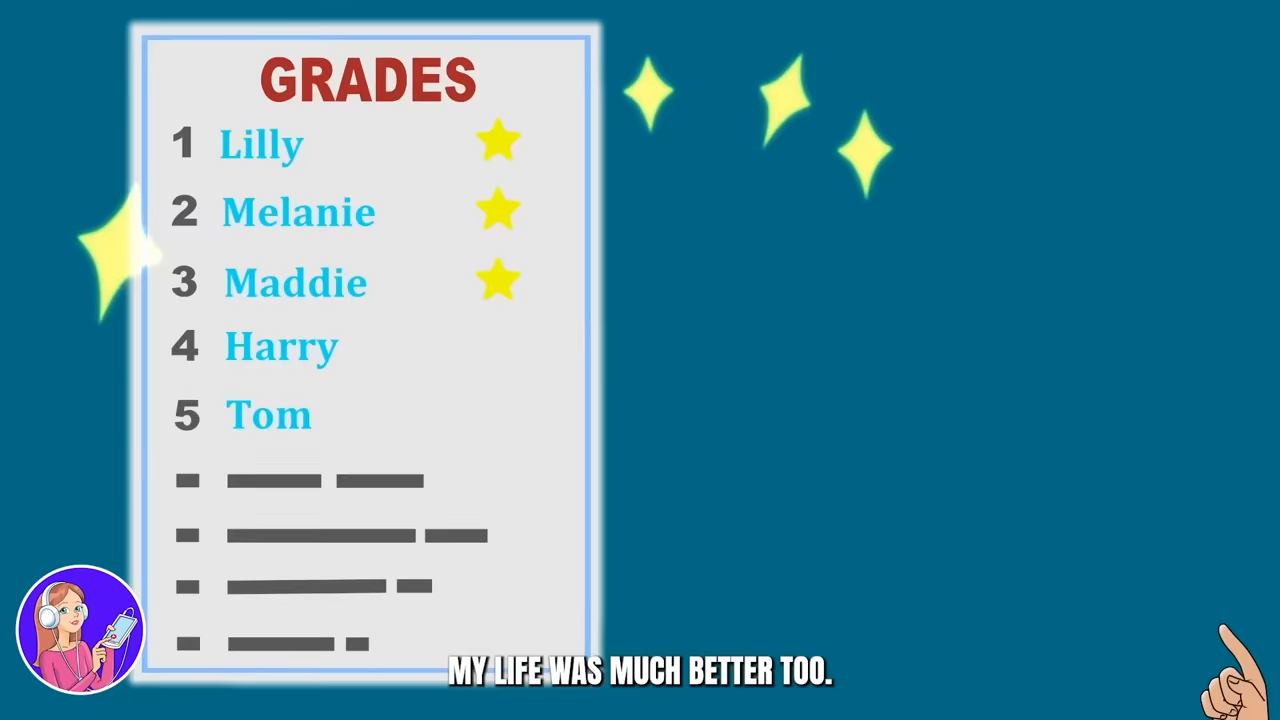 GRADES
1 Lilly
2 Melanie
3 Maddie
4 Harry
5 Tom
MY LIFE WAS MUCH BETTER TOO.